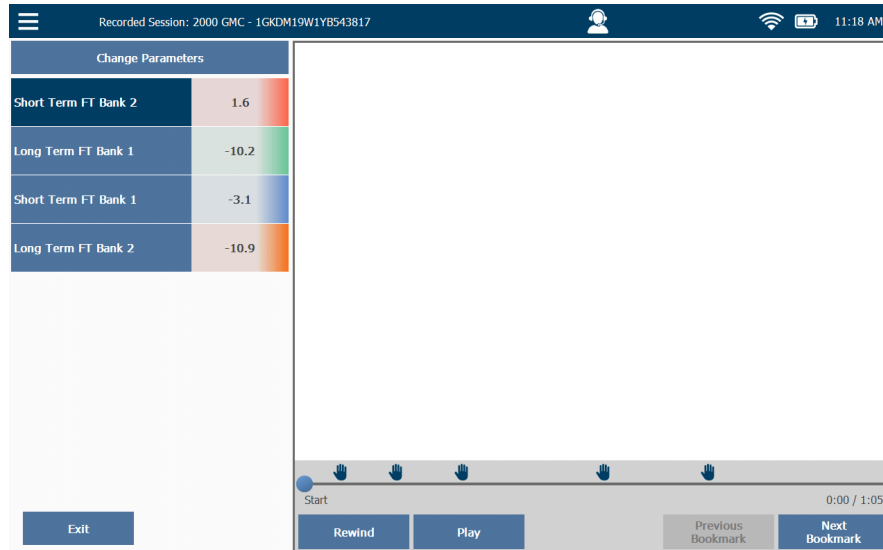 Recorded Session: 2000 GMC - 1GKDM19W1YB543817
11:18 AM
Change Parameters
Short Term FT Bank 2
1.6
Long Term FT Bank 1
-10.2
Short Term FT Bank 1
-3.1
Long Term FT Bank 2
-10.9
Start
0:00 / 1:05
Exit
Rewind
Play
Previous
Bookmark
Next
Bookmark